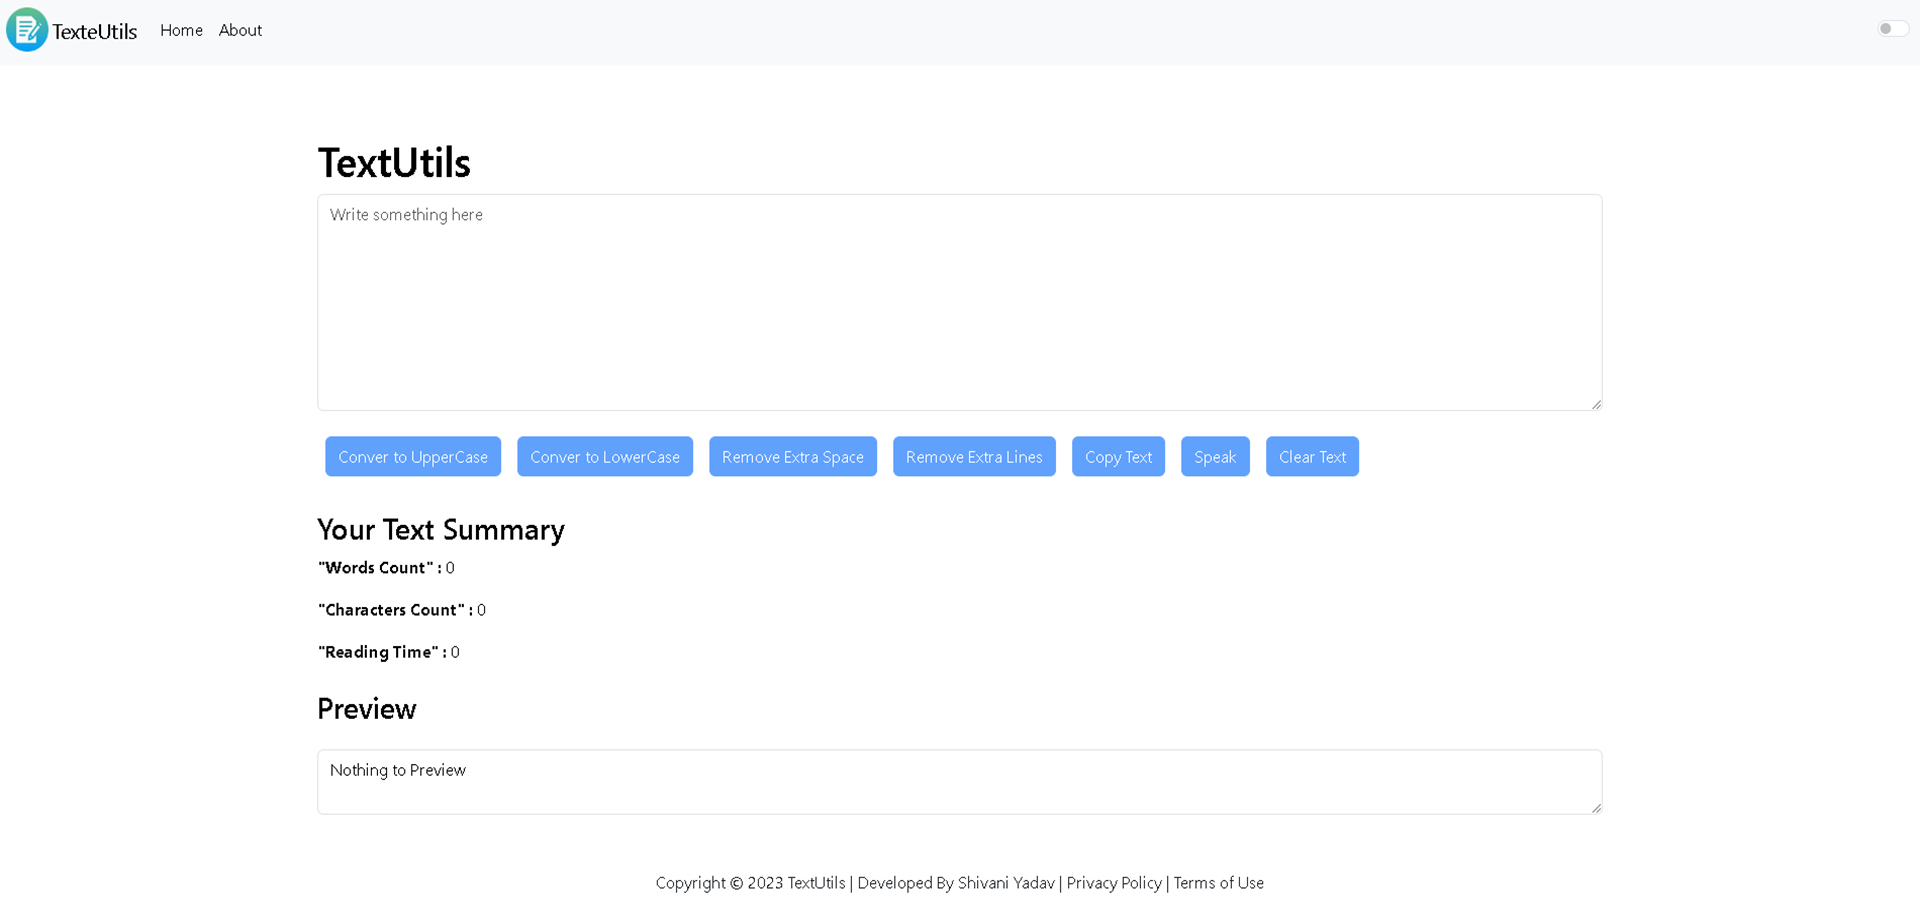 TexteUtils Home About
TextUtils
Write something here
Conver to UpperCase Conver to LowerCase Remove Extra Space Remove Extra Lines Copy Text Speak Clear Text
Your Text Summary
"Words Count" : 0
"Characters Count" : 0
"Reading Time" : 0
Preview
Nothing to Preview
Copyright © 2023 TextUtils | Developed By Shivani Yadav | Privacy Policy | Terms of Use